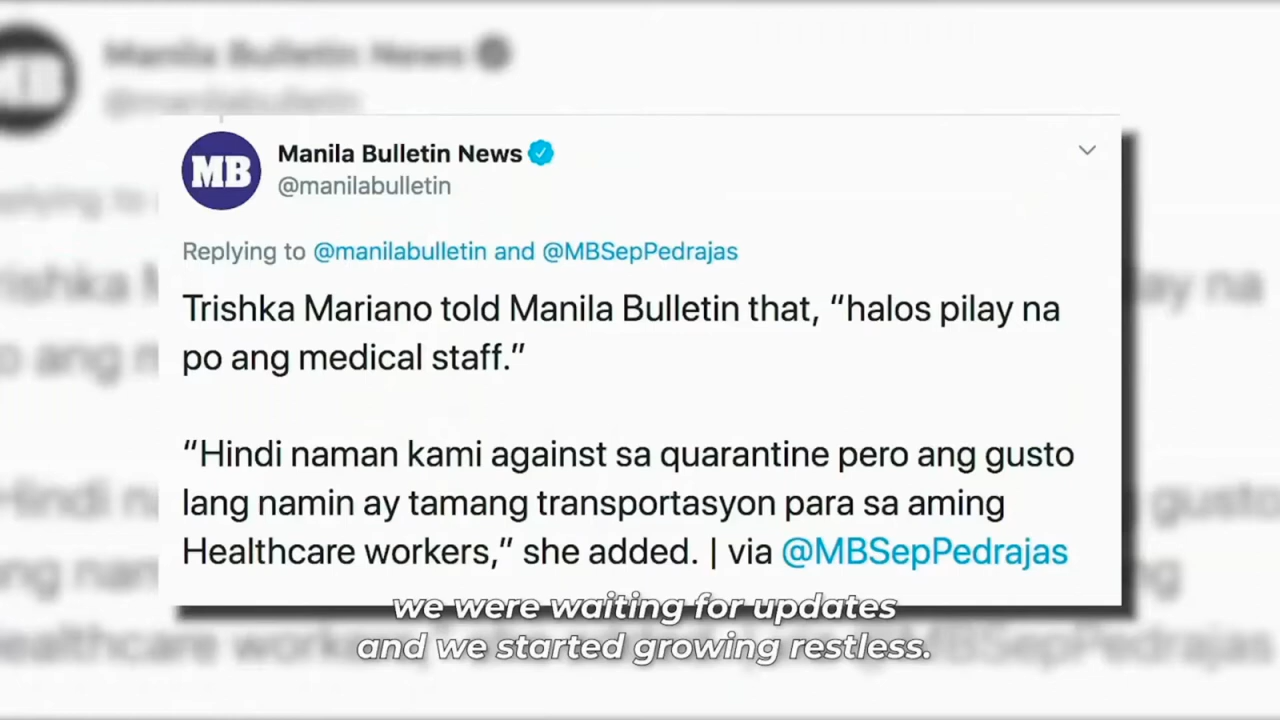 MB
Manila Bulletin News
@manilabulletin
Replying to @manilabulletin and @MBSepPedrajas
Trishka Mariano told Manila Bulletin that, “halos pilay na
po ang medical staff.”
“Hindi naman kami against sa quarantine pero ang gusto
lang namin ay tamang transportasyon para sa aming
Healthcare workers,” she added. | via @MBSepPedrajas
we were waiting for updates
and we started growing restless.